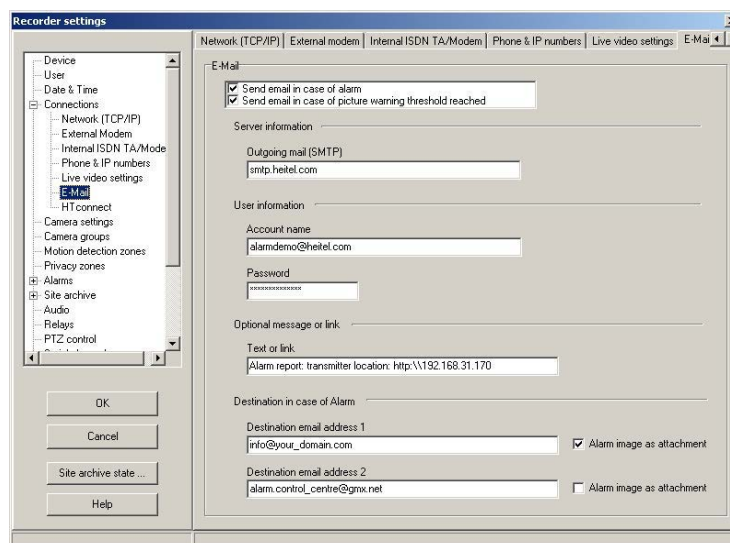 Recorder settings
Network (TCP/IP) External modem Internal ISDN TA/Modem Phone & IP numbers Live video settings E-Mai
Device
User
Date & Time
Connections
Network (TCP/IP)
External Modem
Internal ISDN TA/Mode
Phone & IP numbers
Live video settings
E-Mail
HTconnect
Camera settings
Camera groups
Motion detection zones
Privacy zones
Alarms
Site archive
Audio
Relays
PTZ control
OK
Cancel
Site archive state ...
Help
E-Mail
Send email in case of alarm
Send email in case of picture warning threshold reached
Server information
Outgoing mail (SMTP)
smtp.heitel.com
User information
Account name
alarmdemo@heitel.com
Password
Optional message or link
Text or link
Alarm report: transmitter location: http:\\192.168.31.170
Destination in case of Alarm
Destination email address 1
info@your_domain.com
Alarm image as attachment
Destination email address 2
alarm.control_centre@gmx.net
Alarm image as attachment